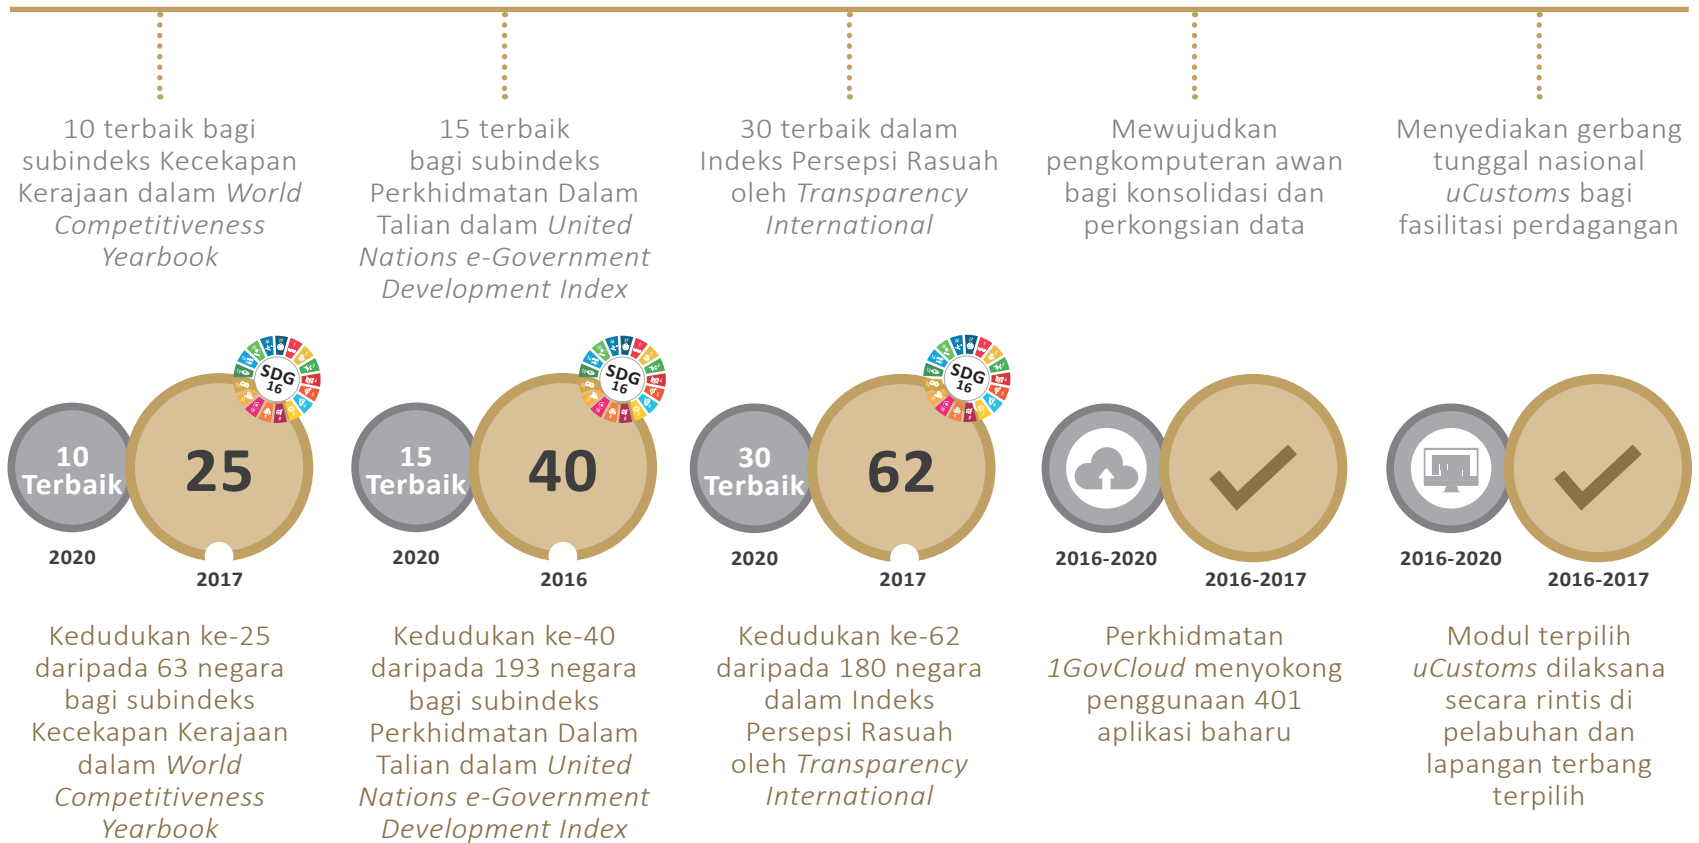 10 terbaik bagi
subindeks Kecekapan
Kerajaan dalam World
Competitiveness
Yearbook
15 terbaik
bagi subindeks
Perkhidmatan Dalam
Talian dalam United
Nations e-Government
Development Index
30 terbaik dalam
Indeks Persepsi Rasuah
oleh Transparency
International
Mewujudkan
pengkomputeran awan
bagi konsolidasi dan
perkongsian data
Menyediakan gerbang
tunggal nasional
uCustoms bagi
fasilitasi perdagangan
10
Terbaik
2020
SDG
16
25
2017
15
Terbaik
2020
SDG
16
40
2016
30
Terbaik
2020
SDG
16
62
2017
2016-2020
2016-2017
2016-2020
2016-2017
Kedudukan ke-25
daripada 63 negara
bagi subindeks
Kecekapan Kerajaan
dalam World
Competitiveness
Yearbook
Kedudukan ke-40
daripada 193 negara
bagi subindeks
Perkhidmatan Dalam
Talian dalam United
Nations e-Government
Development Index
Kedudukan ke-62
daripada 180 negara
dalam Indeks
Persepsi Rasuah
oleh Transparency
International
Perkhidmatan
1GovCloud menyokong
penggunaan 401
aplikasi baharu
Modul terpilih
uCustoms dilaksana
secara rintis di
pelabuhan dan
lapangan terbang
terpilih